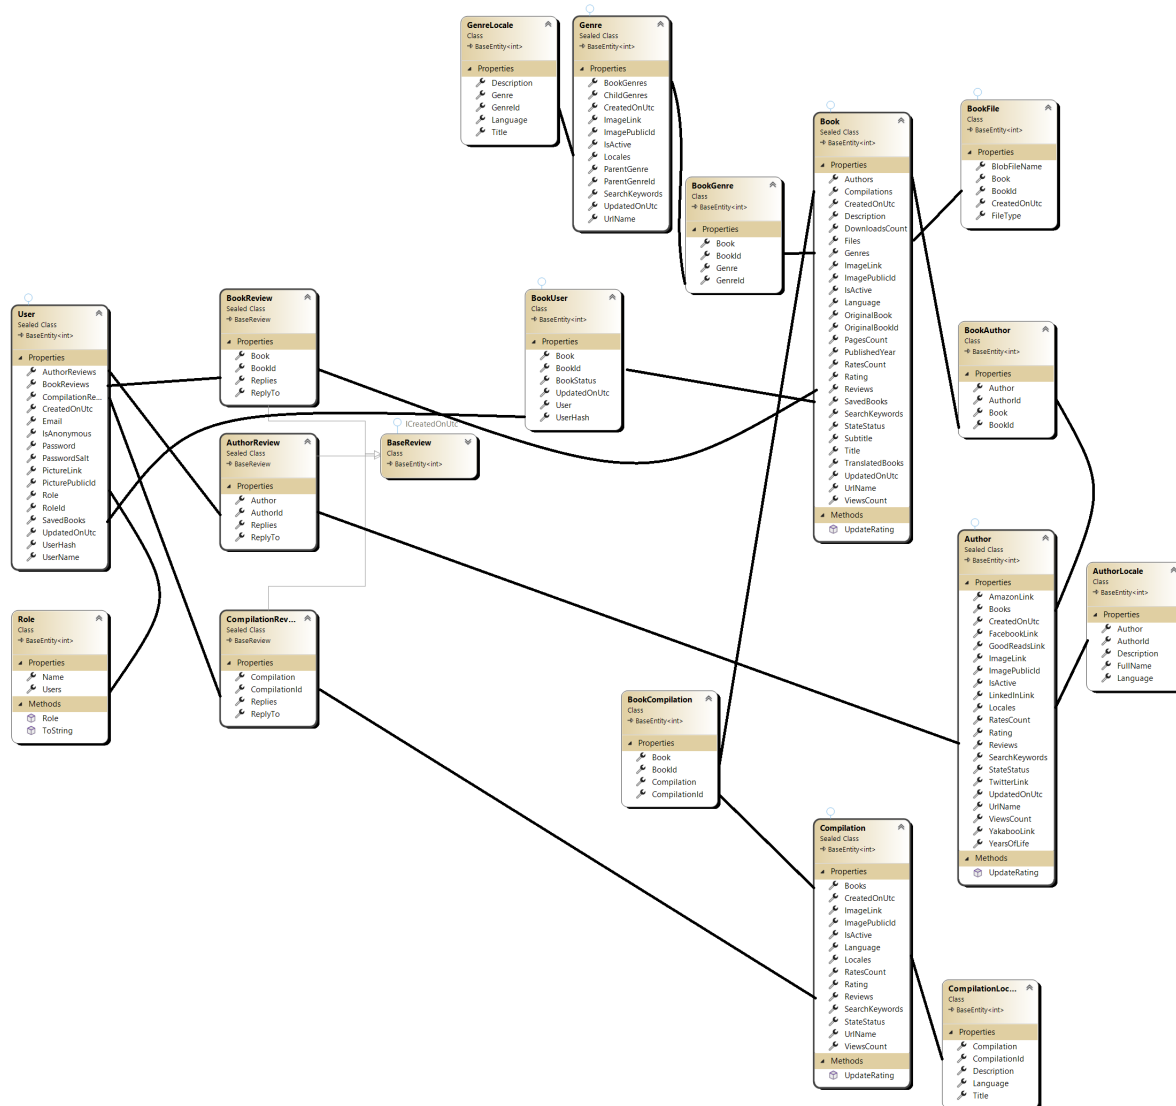 GenreLocale
Class
BaseEntity<int>
Properties
Description
Genre
GenreId
Language
Title
Genre
Sealed Class
BaseEntity<int>
Properties
BookGenres
ChildGenres
CreatedOnUtc
ImageLink
ImagePublicId
IsActive
Locales
ParentGenre
ParentGenreId
SearchKeywords
UpdatedOnUtc
UrlName
BookGenre
Class
BaseEntity<int>
Properties
Book
BookId
Genre
GenreId
Book
Sealed Class
BaseEntity<int>
Properties
Authors
Compilations
CreatedOnUtc
Description
DownloadsCount
Files
Genres
ImageLink
ImagePublicId
IsActive
Language
OriginalBook
OriginalBookId
PagesCount
PublishedYear
RatesCount
Rating
Reviews
SavedBooks
SearchKeywords
StateStatus
Subtitle
Title
TranslatedBooks
UpdatedOnUtc
UrlName
ViewsCount
Methods
UpdateRating
BookFile
Class
BaseEntity<int>
Properties
BlobFileName
Book
BookId
CreatedOnUtc
FileType
User
Sealed Class
BaseEntity<int>
Properties
AuthorReviews
BookReviews
CompilationRe...
CreatedOnUtc
Email
IsAnonymous
Password
PasswordSalt
PictureLink
PicturePublicId
Role
RoleId
SavedBooks
UpdatedOnUtc
UserHash
UserName
BookReview
Sealed Class
BaseReview
Properties
Book
BookId
Replies
ReplyTo
BookUser
Sealed Class
BaseEntity<int>
Properties
Book
BookId
BookStatus
UpdatedOnUtc
User
UserHash
BookAuthor
Class
BaseEntity<int>
Properties
Author
AuthorId
Book
BookId
AuthorReview
Sealed Class
BaseReview
Properties
Author
AuthorId
Replies
ReplyTo
ICreatedOnUtc
BaseReview
Class
BaseEntity<int>
Author
Sealed Class
BaseEntity<int>
Properties
AmazonLink
Books
CreatedOnUtc
FacebookLink
GoodReadsLink
ImageLink
ImagePublicId
IsActive
LinkedInLink
Locales
RatesCount
Rating
Reviews
SearchKeywords
StateStatus
TwitterLink
UpdatedOnUtc
UrlName
ViewsCount
YakabooLink
YearsOfLife
Methods
UpdateRating
AuthorLocale
Class
BaseEntity<int>
Properties
Author
AuthorId
Description
FullName
Language
Role
Class
BaseEntity<int>
Properties
Name
Users
Methods
Role
ToString
CompilationRev...
Sealed Class
BaseReview
Properties
Compilation
CompilationId
Replies
ReplyTo
BookCompilation
Class
BaseEntity<int>
Properties
Book
BookId
Compilation
CompilationId
Compilation
Sealed Class
BaseEntity<int>
Properties
Books
CreatedOnUtc
ImageLink
ImagePublicId
IsActive
Language
Locales
RatesCount
Rating
Reviews
SearchKeywords
StateStatus
UrlName
ViewsCount
Methods
UpdateRating
CompilationLoc...
Class
BaseEntity<int>
Properties
Compilation
CompilationId
Description
Language
Title